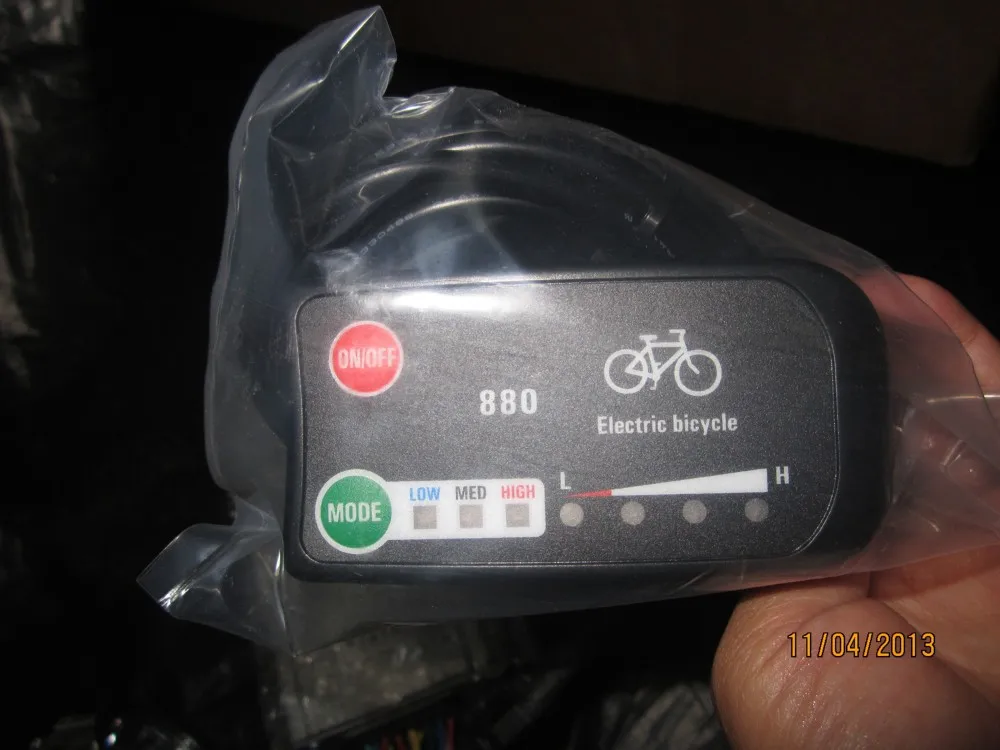 ON/OFF
880
Electric bicycle
MODE
LOW MED HIGH
L H
11/04/2013